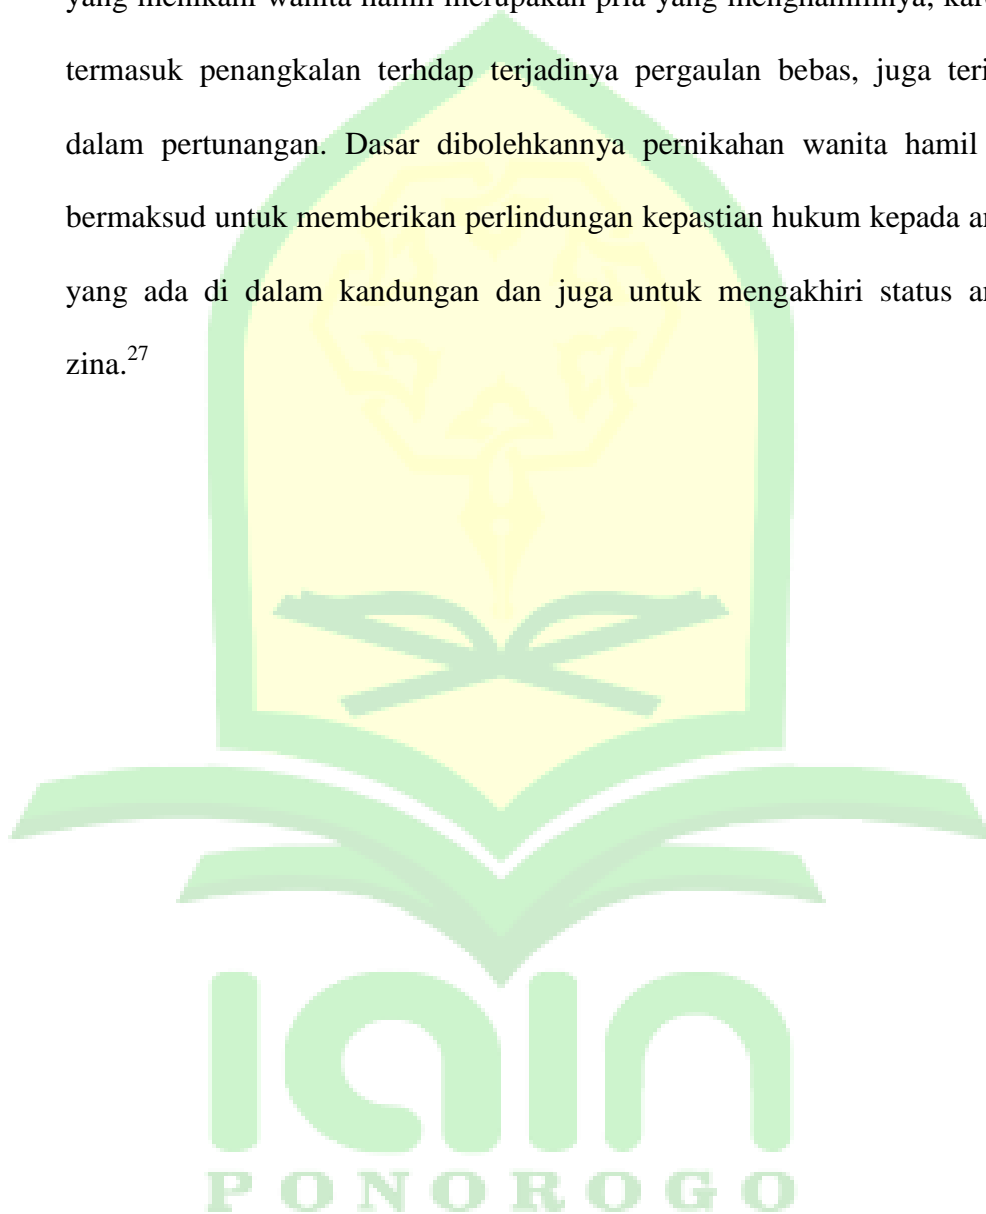 yang menikahi wanita hamil merupakan pria yang menghamilinya,
termasuk penangkalan terhdap terjadinya pergaulan bebas, juga
dalam pertunangan. Dasar dibolehkannya pernikahan wanita hamil
bermaksud untuk memberikan perlindungan kepastian hukum kepada
yang ada di dalam kandungan dan juga untuk mengakhiri status
zina.27
IAIN
PONOROGO